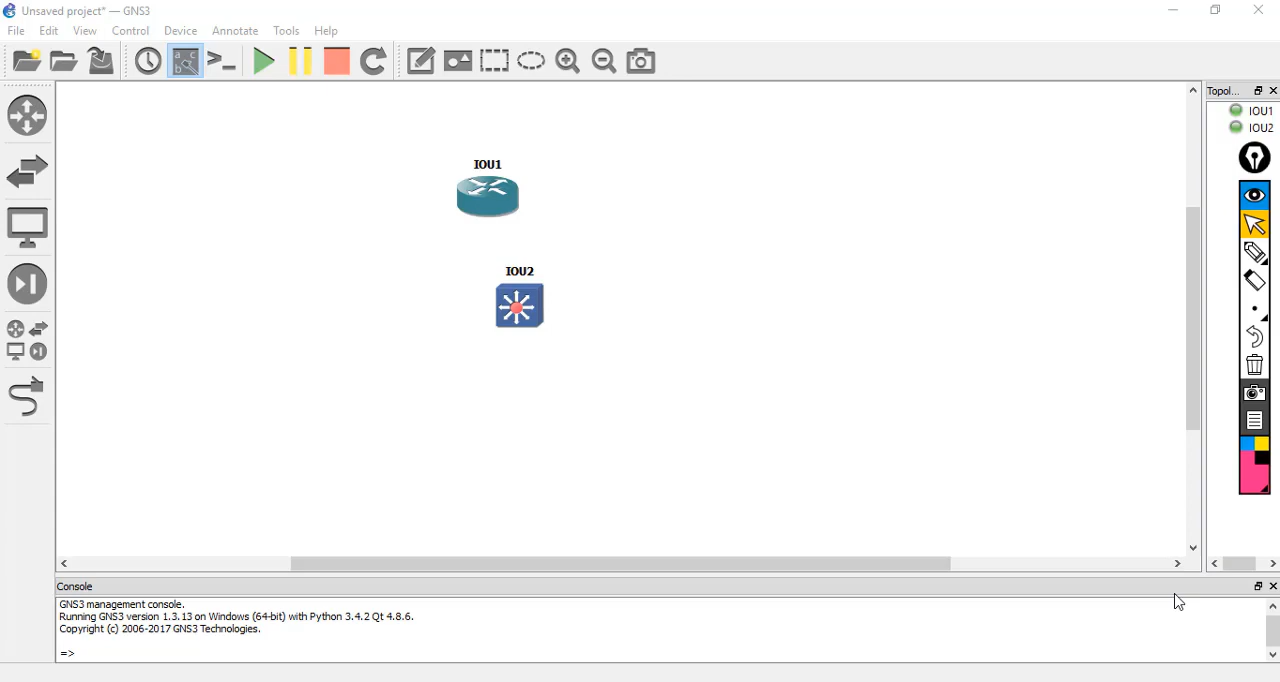 Unsaved project* — GNS3
File Edit View Control Device Annotate Tools Help
Topol...
IOU1
IOU2
IOU1
IOU2
Console
GNS3 management console.
Running GNS3 version 1.3.13 on Windows (64-bit) with Python 3.4.2 Qt 4.8.6.
Copyright (c) 2006-2017 GNS3 Technologies.
=>